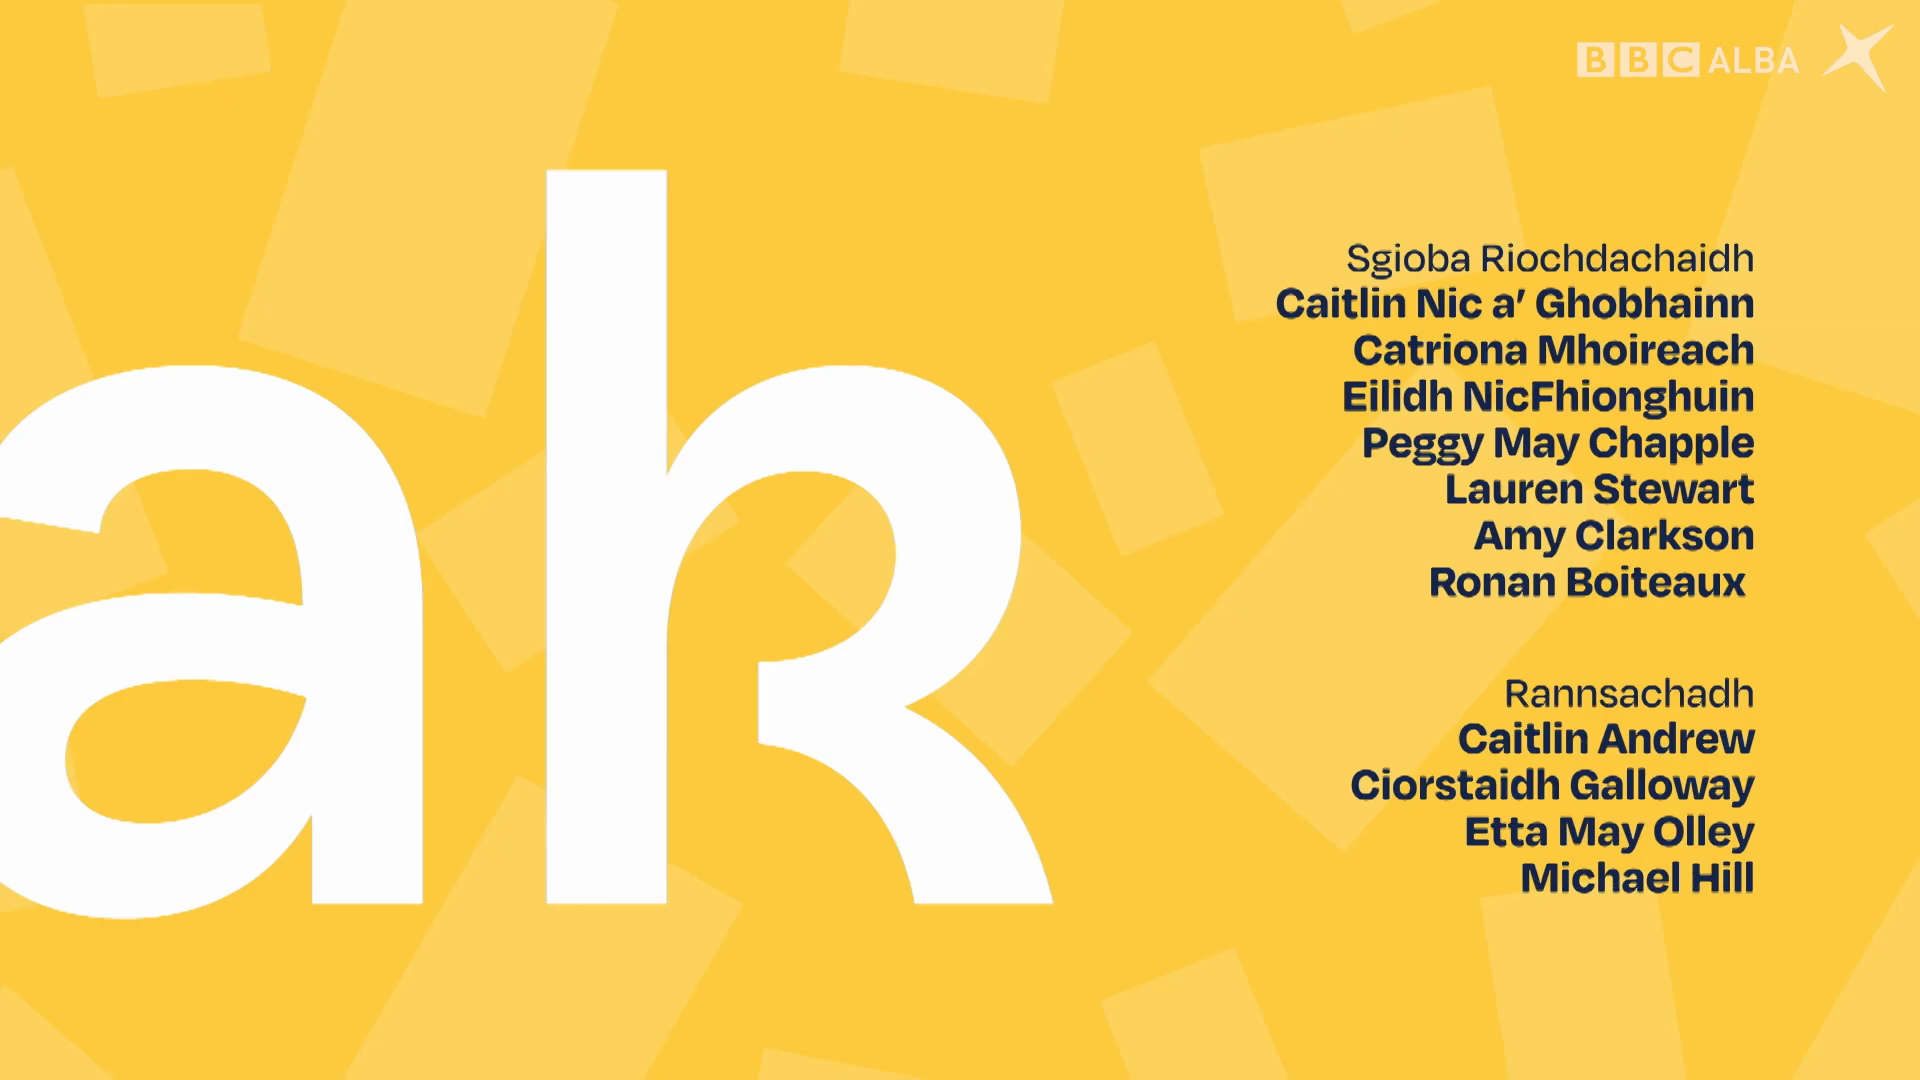 BBC ALBA
ak
Sgioba Riochdachaidh
Caitlin Nic a’ Ghobhainn
Catriona Mhoireach
Eilidh NicFhionghuin
Peggy May Chapple
Lauren Stewart
Amy Clarkson
Ronan Boiteaux
Rannsachadh
Caitlin Andrew
Ciorstaidh Galloway
Etta May Olley
Michael Hill